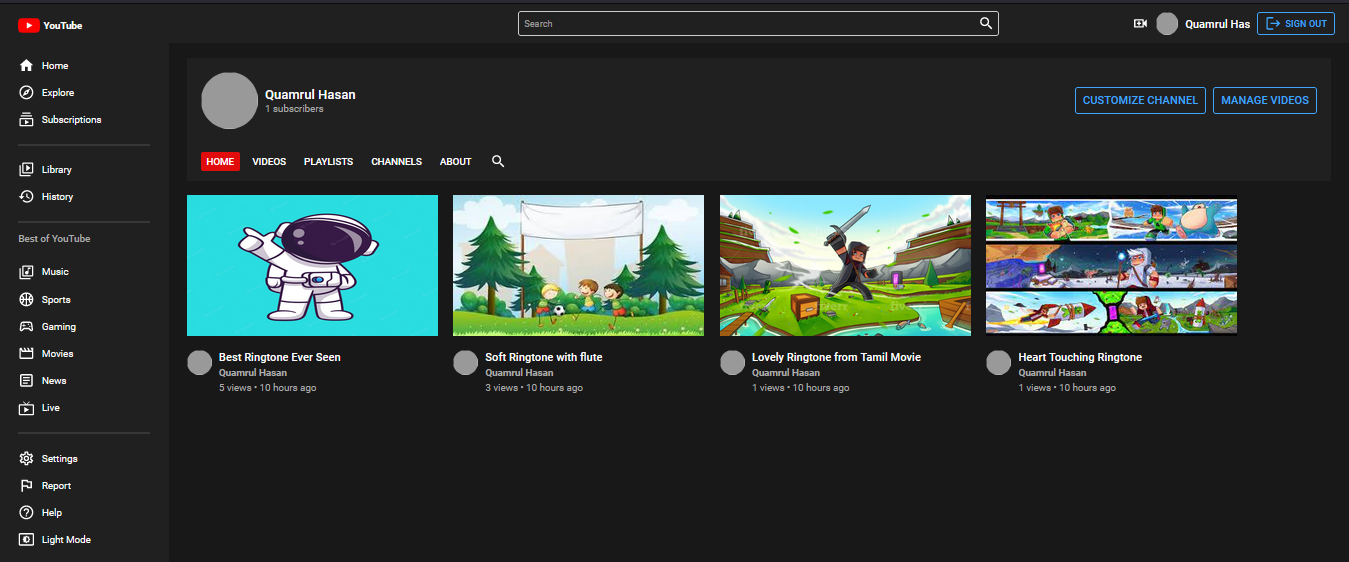 YouTube
Search
Quamrul Has
SIGN OUT
Home
Explore
Subscriptions
Library
History
Best of YouTube
Music
Sports
Gaming
Movies
News
Live
Settings
Report
Help
Light Mode
Quamrul Hasan
1 subscribers
CUSTOMIZE CHANNEL
MANAGE VIDEOS
HOME VIDEOS PLAYLISTS CHANNELS ABOUT
Best Ringtone Ever Seen
Quamrul Hasan
5 views • 10 hours ago
Soft Ringtone with flute
Quamrul Hasan
3 views • 10 hours ago
Lovely Ringtone from Tamil Movie
Quamrul Hasan
1 views • 10 hours ago
Heart Touching Ringtone
Quamrul Hasan
1 views • 10 hours ago